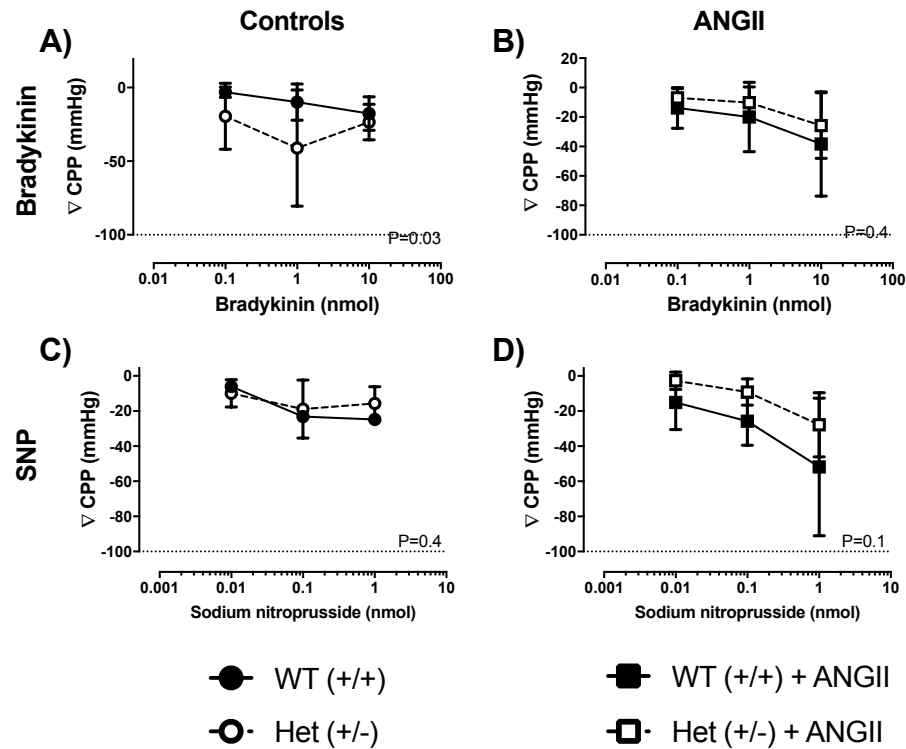 Controls
ANGII
A)
B)
Bradykinin
∇ CPP (mmHg)
0
-50
-100
P=0.03
0.01 0.1 1 10 100
Bradykinin (nmol)
∇ CPP (mmHg)
20
0
-20
-40
-60
-80
-100
P=0.4
0.01 0.1 1 10 100
Bradykinin (nmol)
C)
D)
SNP
∇ CPP (mmHg)
0
-20
-40
-60
-80
-100
P=0.4
0.001 0.01 0.1 1 10
Sodium nitroprusside (nmol)
∇ CPP (mmHg)
0
-20
-40
-60
-80
-100
P=0.1
0.001 0.01 0.1 1 10
Sodium nitroprusside (nmol)
WT (+/+)
Het (+/-)
WT (+/+) + ANGII
Het (+/-) + ANGII